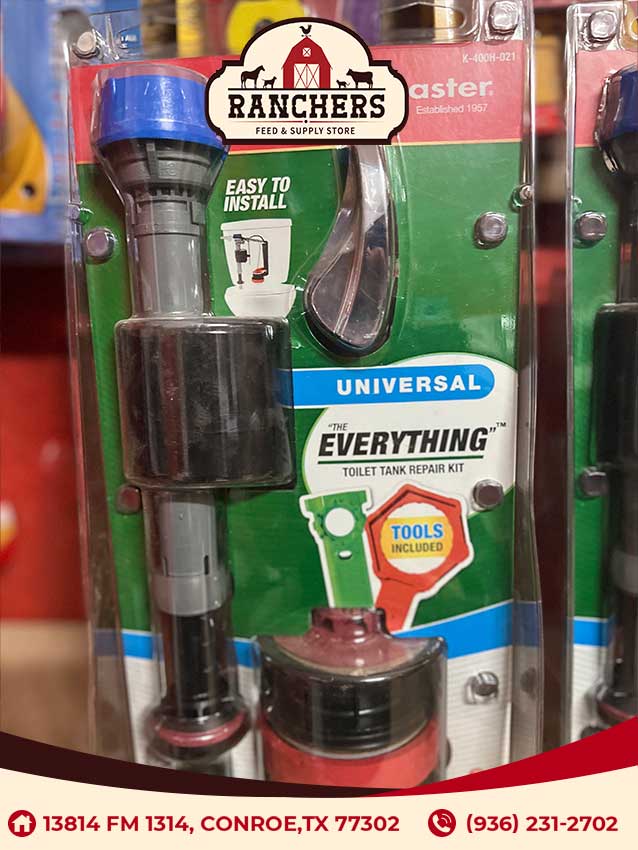 K-400H-021
aster.
Established 1957
RANCHERS
FEED & SUPPLY STORE
EASY TO
INSTALL
UNIVERSAL
"THE
EVERYTHING"™
TOILET TANK REPAIR KIT
TOOLS
INCLUDED
13814 FM 1314, CONROE,TX 77302
(936) 231-2702